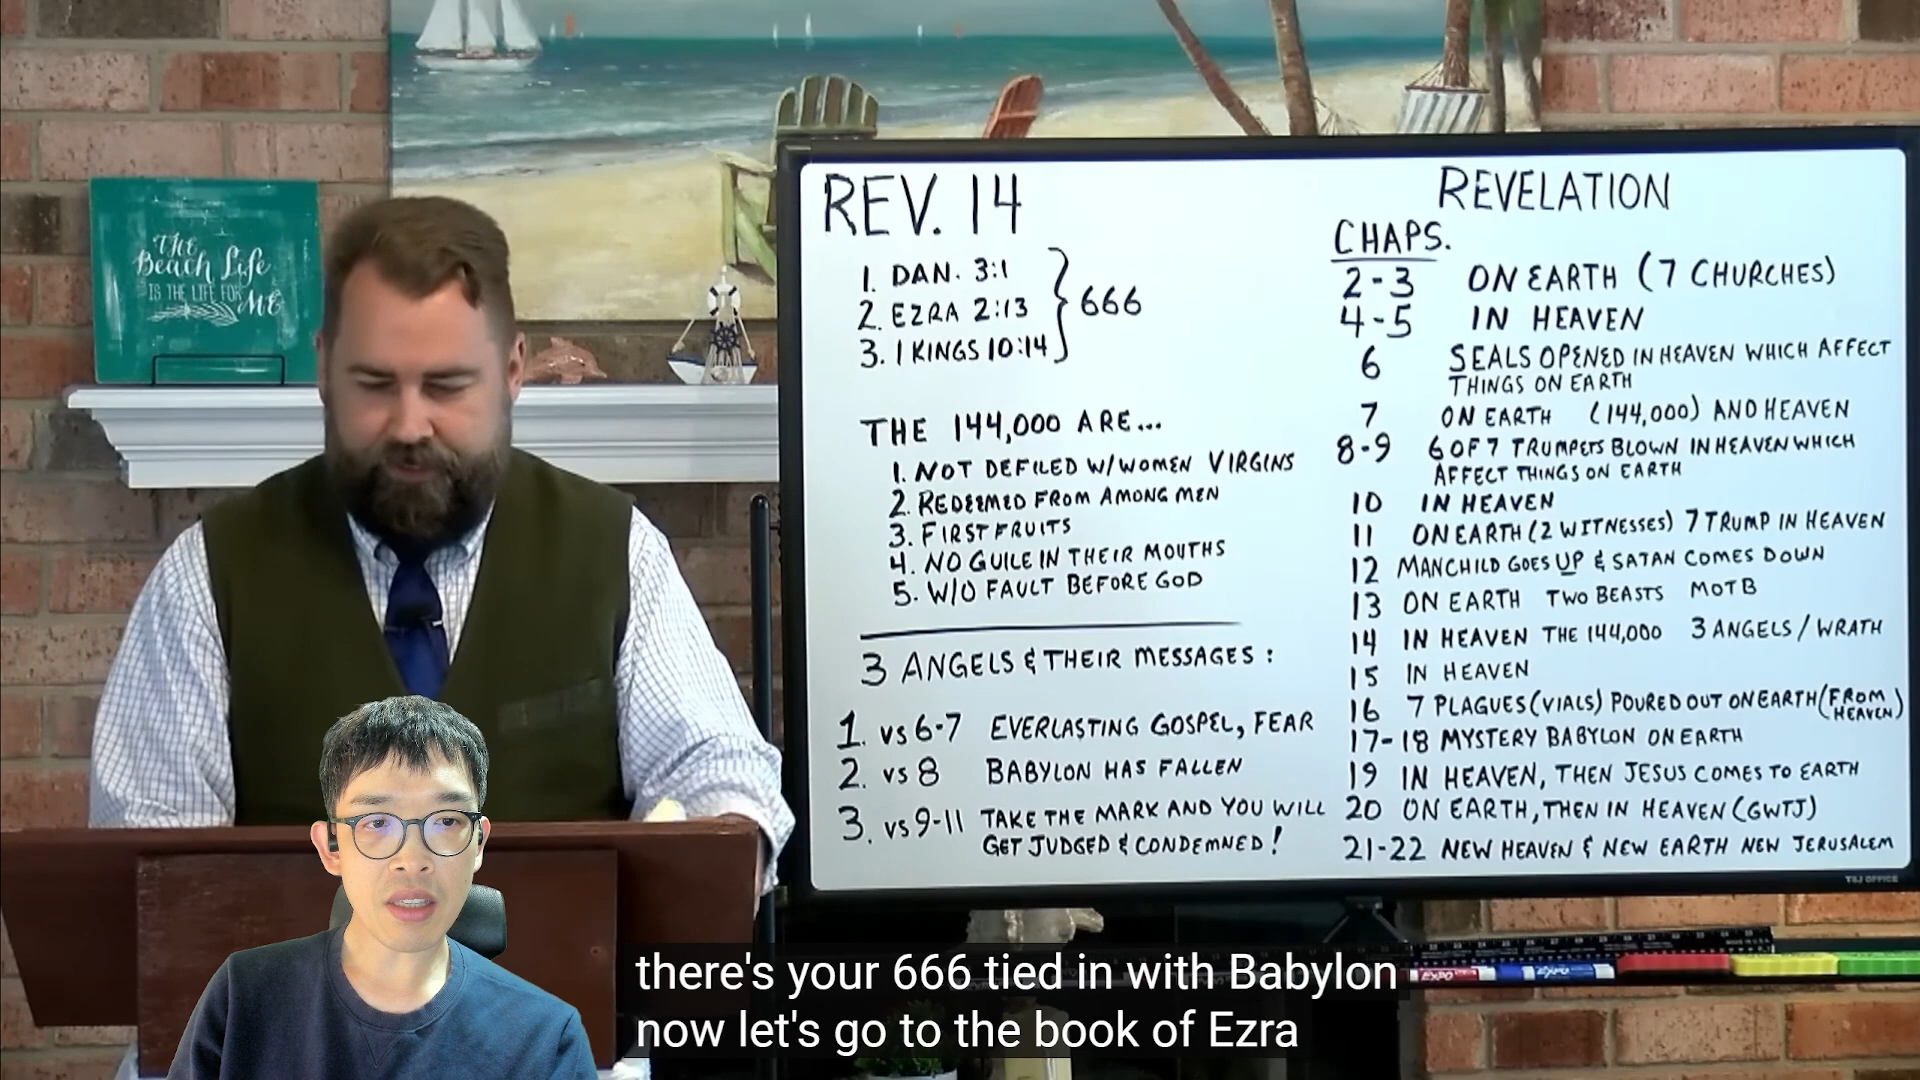 THE
Beach Life
IS THE LIFE FOR
ME
REV. 14
1. DAN. 3:1
2. EZRA 2:13
3. 1 KINGS 10:14
666
THE 144,000 ARE...
1. NOT DEFILED W/WOMEN VIRGINS
2. REDEEMED FROM AMONG MEN
3. FIRSTFRUITS
4. NO GUILE IN THEIR MOUTHS
5. W/O FAULT BEFORE GOD
3 ANGELS & THEIR MESSAGES :
1. vs 6-7 EVERLASTING GOSPEL, FEAR
2. vs 8 BABYLON HAS FALLEN
3. vs 9-11 TAKE THE MARK AND YOU WILL
GET JUDGED & CONDEMNED !
REVELATION
CHAPS.
2-3 ON EARTH (7 CHURCHES)
4-5 IN HEAVEN
6 SEALS OPENED IN HEAVEN WHICH AFFECT
THINGS ON EARTH
7 ON EARTH (144,000) AND HEAVEN
8-9 6 OF 7 TRUMPETS BLOWN IN HEAVEN WHICH
AFFECT THINGS ON EARTH
10 IN HEAVEN
11 ON EARTH (2 WITNESSES) 7 TRUMP IN HEAVEN
12 MANCHILD GOES UP & SATAN COMES DOWN
13 ON EARTH TWO BEASTS MOTB
14 IN HEAVEN THE 144,000 3 ANGELS / WRATH
15 IN HEAVEN
16 7 PLAGUES (VIALS) POURED OUT ON EARTH (FROM
HEAVEN)
17-18 MYSTERY BABYLON ON EARTH
19 IN HEAVEN, THEN JESUS COMES TO EARTH
20 ON EARTH, THEN IN HEAVEN (GWTJ)
21-22 NEW HEAVEN & NEW EARTH NEW JERUSALEM
TSJ OFFICE
EXPO EXPO
there's your 666 tied in with Babylon
now let's go to the book of Ezra